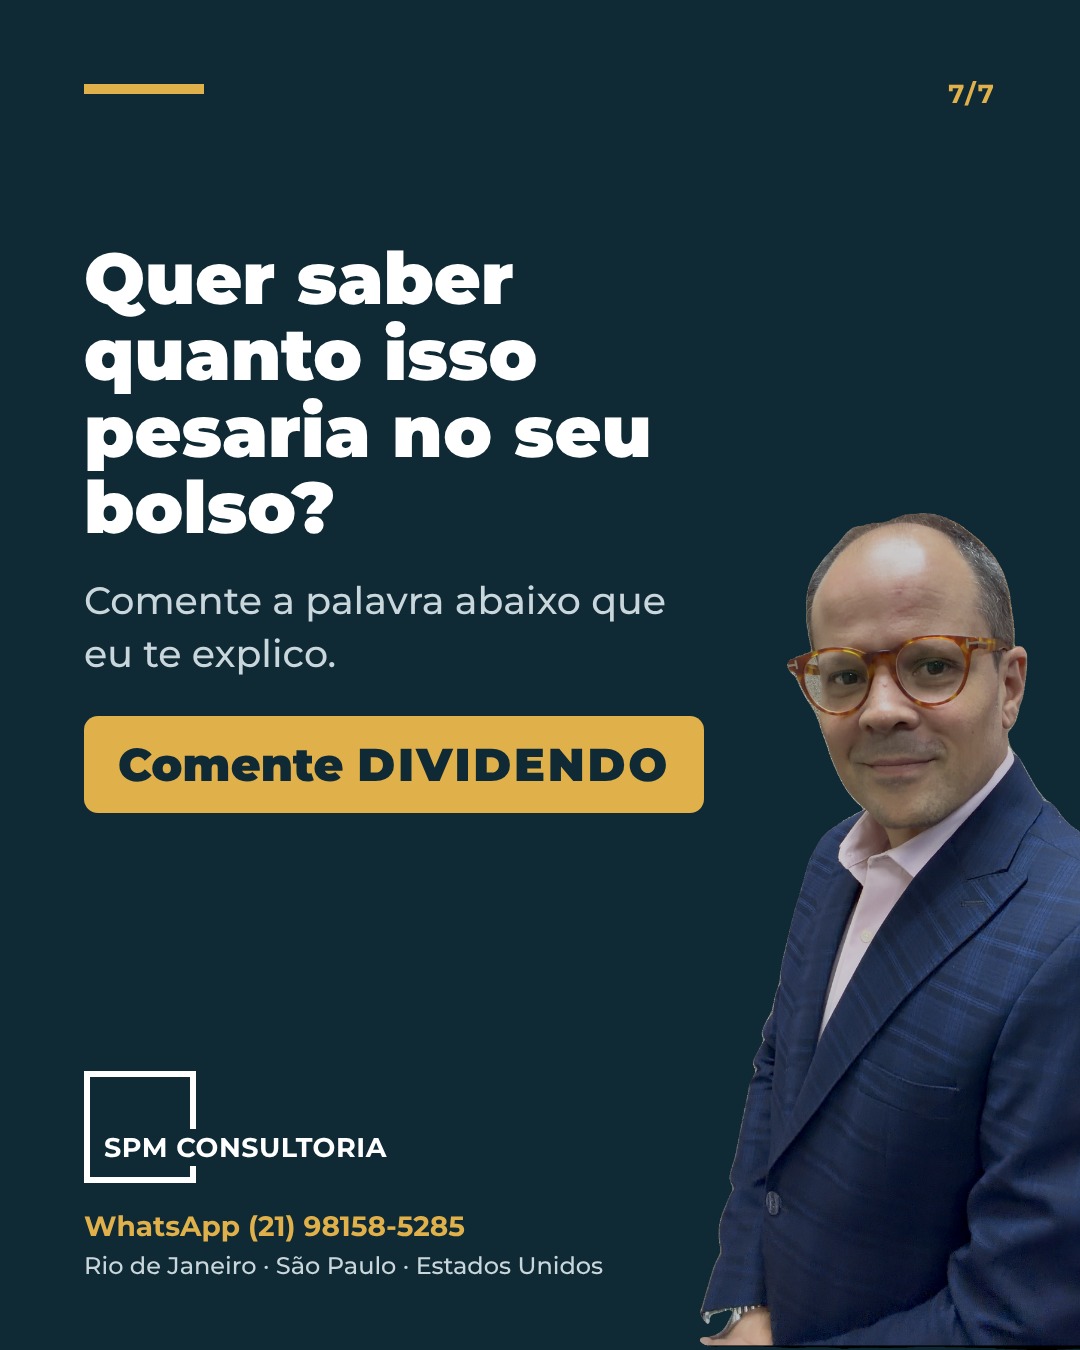 7/7
Quer saber
quanto isso
pesaria no seu
bolso?
Comente a palavra abaixo que
eu te explico.
Comente DIVIDENDO
SPM CONSULTORIA
WhatsApp (21) 98158-5285
Rio de Janeiro · São Paulo · Estados Unidos